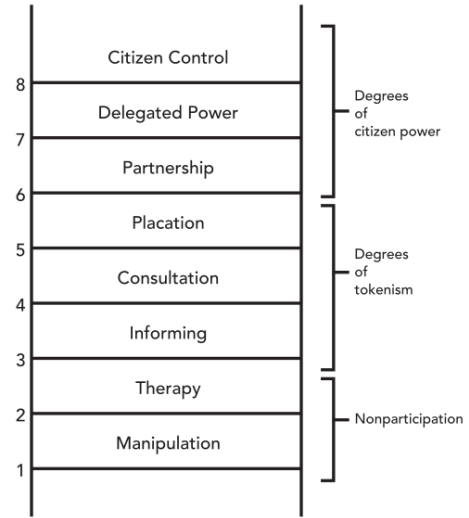 Citizen Control
8
Delegated Power
7
Partnership
6
Placation
5
Consultation
4
Informing
3
Therapy
2
Manipulation
1
Degrees
of
citizen power
Degrees
of
tokenism
Nonparticipation